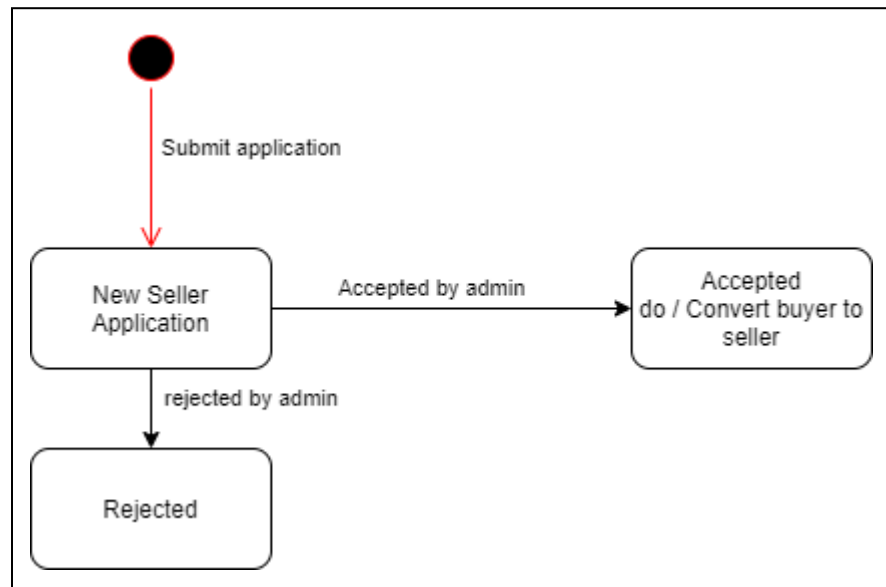 Submit application
New Seller
Application
Accepted by admin
Accepted
do / Convert buyer to
seller
rejected by admin
Rejected